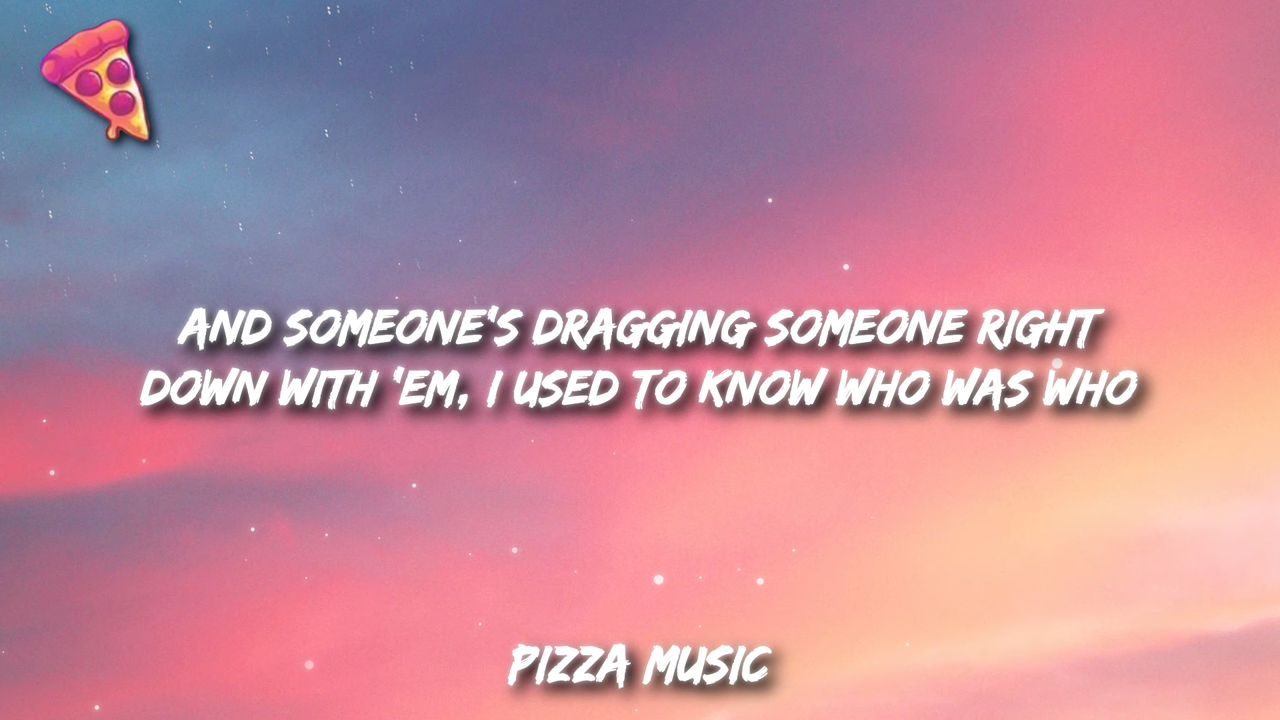 AND SOMEONE'S DRAGGING SOMEONE RIGHT
DOWN WITH 'EM, I USED TO KNOW WHO WAS WHO
PIZZA MUSIC